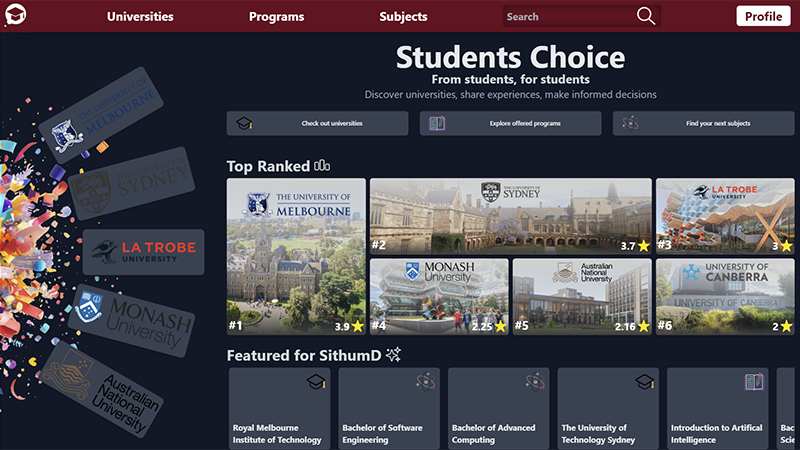 Universities
Programs
Subjects
Search
Profile
Students Choice
From students, for students
Discover universities, share experiences, make informed decisions
Check out universities
Explore offered programs
Find your next subjects
THE UNIVERSITY OF
MELBOURNE
THE UNIVERSITY OF
SYDNEY
LA TROBE
UNIVERSITY
MONASH
University
Australian
National
University
Top Ranked
THE UNIVERSITY OF
MELBOURNE
#1
3.9
THE UNIVERSITY OF
SYDNEY
#2
3.7
LA TROBE
UNIVERSITY
#3
3
MONASH
University
#4
2.25
Australian
National
University
#5
2.16
UNIVERSITY OF
CANBERRA
UNIVERSITY OF CANBERRA
#6
2
Featured for SithumD
Royal Melbourne
Institute of Technology
Bachelor of Software
Engineering
Bachelor of Advanced
Computing
The University of
Technology Sydney
Introduction to Artifical
Intelligence
Bac
Scie